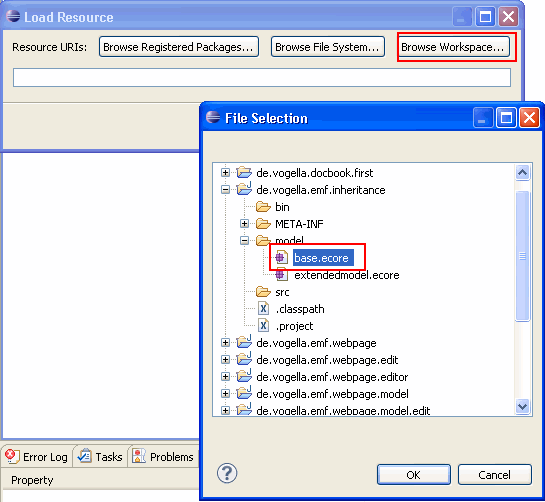 Load Resource
Resource URIs: Browse Registered Packages... Browse File System... Browse Workspace...
File Selection
de.vogella.docbook.first
de.vogella.emf.inheritance
bin
META-INF
model
base.ecore
extendedmodel.ecore
src
.classpath
.project
de.vogella.emf.webpage
de.vogella.emf.webpage.edit
de.vogella.emf.webpage.editor
de.vogella.emf.webpage.model
de.vogella.emf.webpage.model.edit
Error Log Tasks Problems
Property
OK Cancel